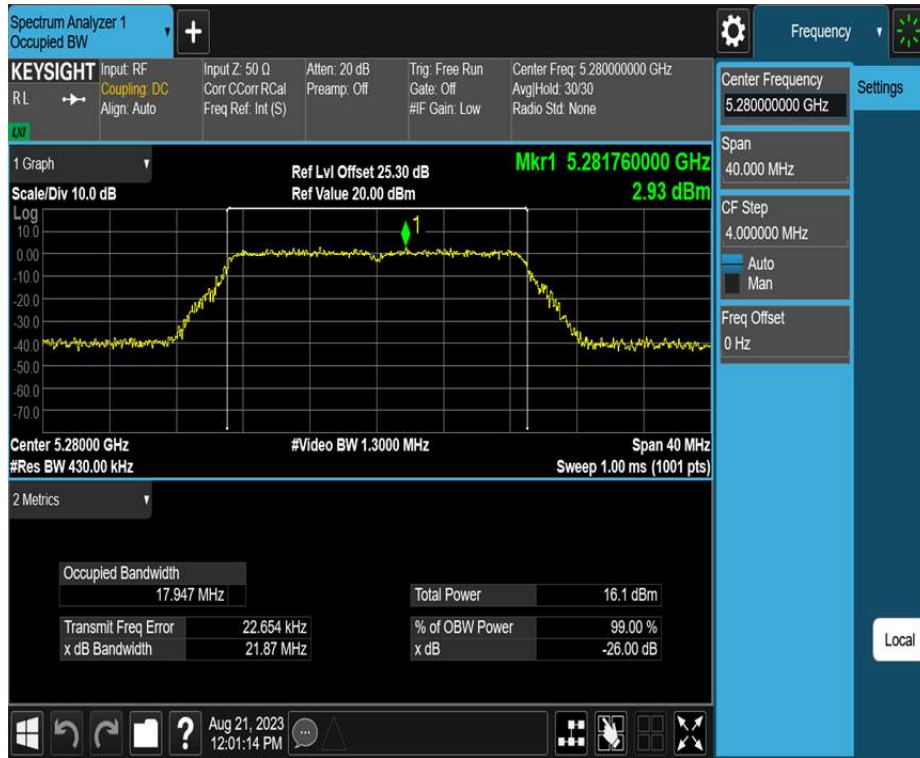 Spectrum Analyzer 1
Occupied BW
+
Frequency
KEYSIGHT
RL
LXI
Input: RF
Coupling: DC
Align: Auto
Input Z: 50 Ω
Corr CCorr RCal
Freq Ref: Int (S)
Atten: 20 dB
Preamp: Off
Trig: Free Run
Gate: Off
#IF Gain: Low
Center Freq: 5.280000000 GHz
Avg|Hold: 30/30
Radio Std: None
Center Frequency
5.280000000 GHz
Settings
Span
40.000 MHz
CF Step
4.000000 MHz
Auto
Man
Freq Offset
0 Hz
Local
1 Graph
Scale/Div 10.0 dB
Ref Lvl Offset 25.30 dB
Ref Value 20.00 dBm
Mkr1 5.281760000 GHz
2.93 dBm
Log
10.0
0.00
-10.0
-20.0
-30.0
-40.0
-50.0
-60.0
-70.0
1
Center 5.28000 GHz
#Res BW 430.00 kHz
#Video BW 1.3000 MHz
Span 40 MHz
Sweep 1.00 ms (1001 pts)
2 Metrics
Occupied Bandwidth
17.947 MHz
Total Power 16.1 dBm
Transmit Freq Error 22.654 kHz
% of OBW Power 99.00 %
x dB Bandwidth 21.87 MHz
x dB -26.00 dB
?
Aug 21, 2023
12:01:14 PM